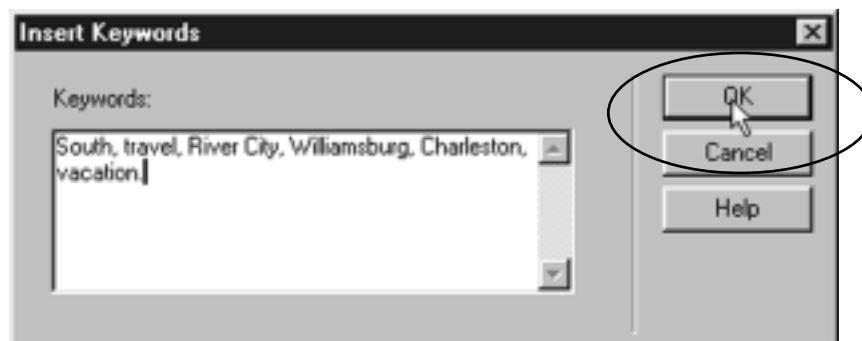 Insert Keywords
Keywords:
South, travel, River City, Williamsburg, Charleston,
vacation.
OK
Cancel
Help